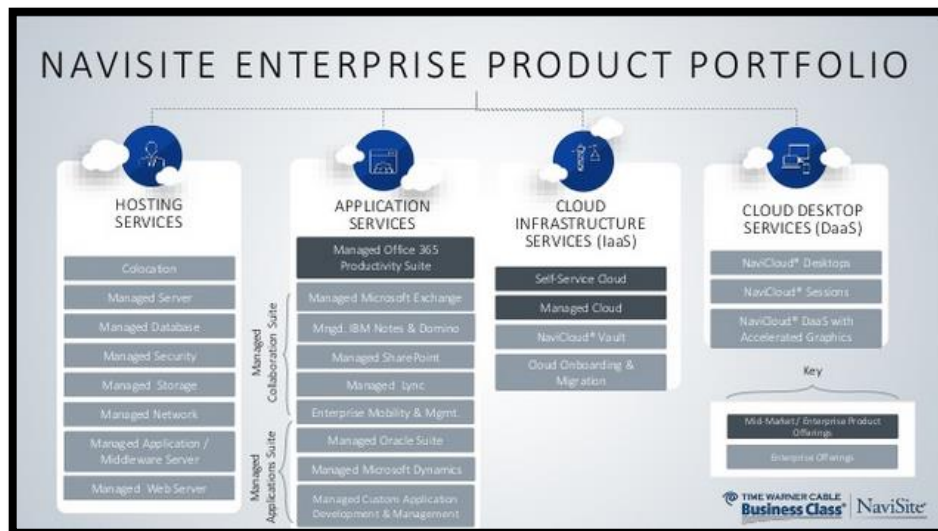 NAVISITE ENTERPRISE PRODUCT PORTFOLIO
HOSTING
SERVICES
Colocation
Managed Server
Managed Database
Managed Security
Managed Storage
Managed Network
Managed Application /
Middleware Server
Managed Web Server
APPLICATION
SERVICES
Managed Office 365
Productivity Suite
Managed
Collaboration Suite
Managed Microsoft Exchange
Mngd. IBM Notes & Domino
Managed SharePoint
Managed Lync
Enterprise Mobility & Mgmt.
Managed
Applications Suite
Managed Oracle Suite
Managed Microsoft Dynamics
Managed Custom Application
Development & Management
CLOUD
INFRASTRUCTURE
SERVICES (IaaS)
Self-Service Cloud
Managed Cloud
NaviCloud® Vault
Cloud Onboarding &
Migration
CLOUD DESKTOP
SERVICES (DaaS)
NaviCloud® Desktops
NaviCloud® Sessions
NaviCloud® DaaS with
Accelerated Graphics
Key
Mid-Market / Enterprise Product
Offerings
Enterprise Offerings
TIME WARNER CABLE
Business Class®
NaviSite®